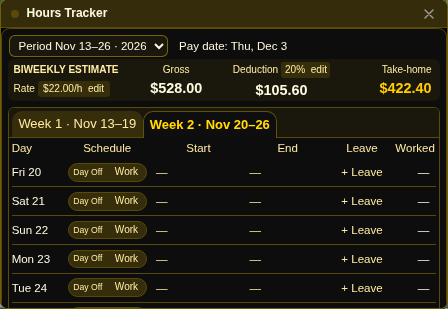 Hours Tracker
Period Nov 13–26 · 2026 Pay date: Thu, Dec 3
BIWEEKLY ESTIMATE Gross Deduction 20% edit Take-home
Rate $22.00/h edit $528.00 $105.60 $422.40
Week 1 · Nov 13–19 Week 2 · Nov 20–26
Day Schedule Start End Leave Worked
Fri 20 Day Off Work — — + Leave —
Sat 21 Day Off Work — — + Leave —
Sun 22 Day Off Work — — + Leave —
Mon 23 Day Off Work — — + Leave —
Tue 24 Day Off Work — — + Leave —